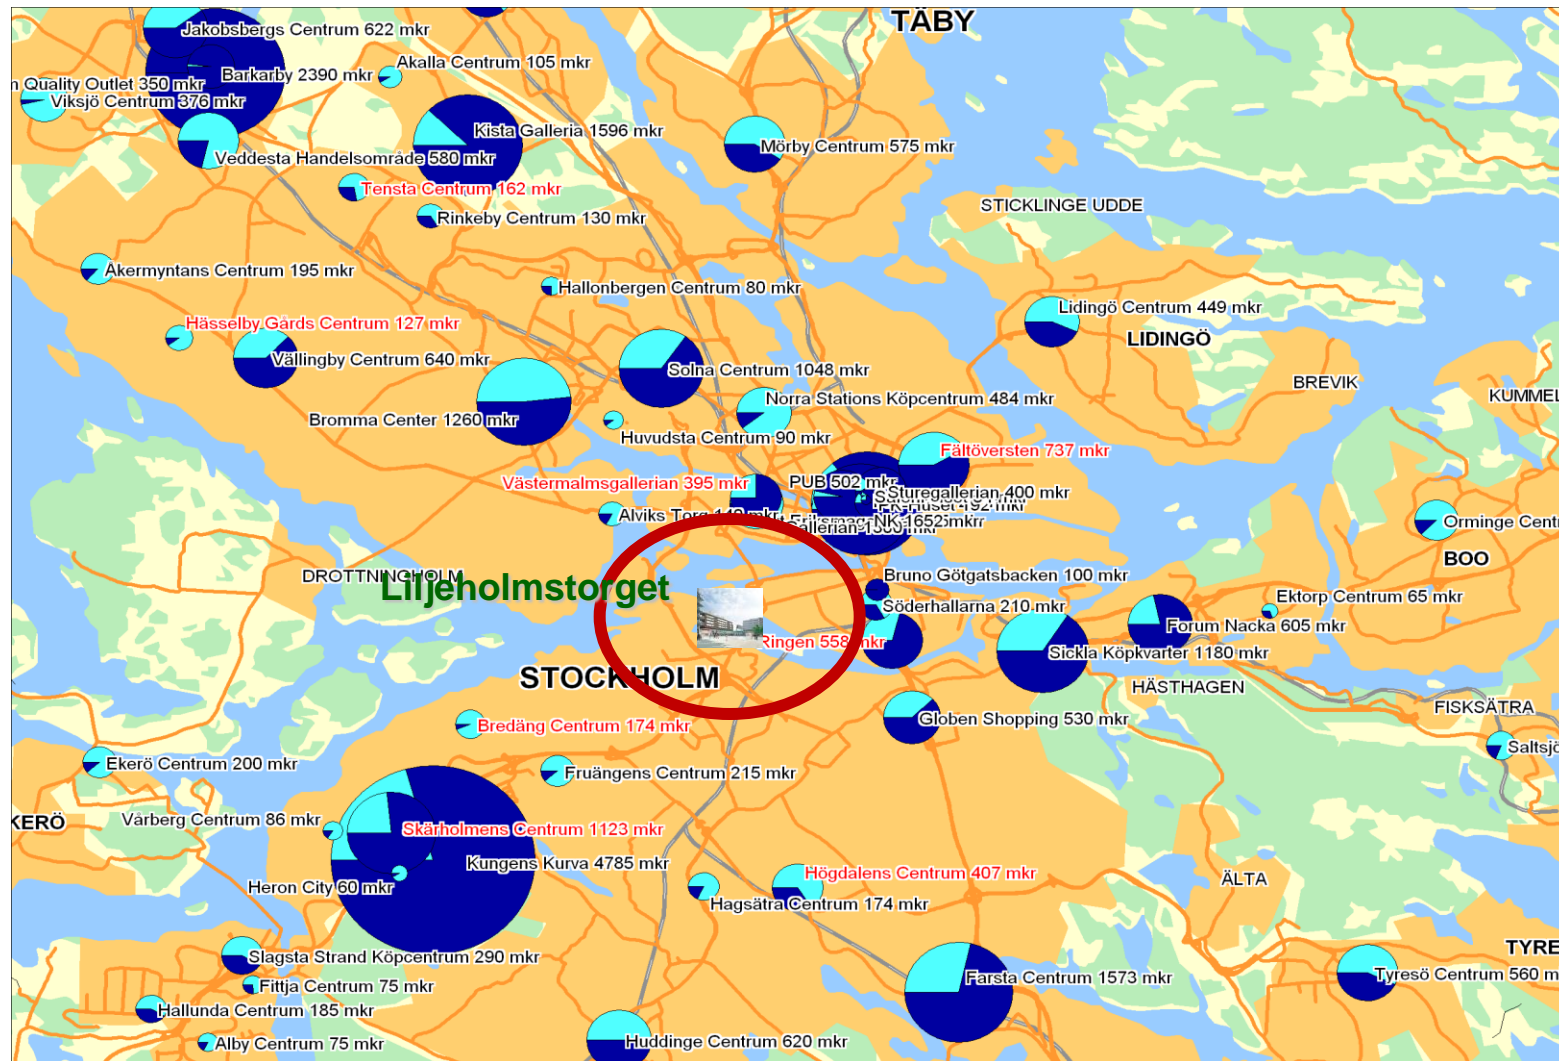 TÄBY
Jakobsbergs Centrum 622 mkr
Akalla Centrum 105 mkr
Barkarby 2390 mkr
Quality Outlet 350 mkr
Viksjö Centrum 376 mkr
Kista Galleria 1596 mkr
Mörby Centrum 575 mkr
Veddesta Handelsområde 580 mkr
Tensta Centrum 162 mkr
STICKLINGE UDDE
Rinkeby Centrum 130 mkr
Åkermyntans Centrum 195 mkr
Hallonbergen Centrum 80 mkr
Lidingö Centrum 449 mkr
Hässelby Gårds Centrum 127 mkr
LIDINGÖ
Vällingby Centrum 640 mkr
Solna Centrum 1048 mkr
BREVIK
KUMMEL
Norra Stations Köpcentrum 484 mkr
Bromma Center 1260 mkr
Huvudsta Centrum 90 mkr
Fältöversten 737 mkr
Västermalmsgallerian 395 mkr
PUB 502 mkr
Sturegallerian 400 mkr
Alviks Torg
NK 1652
Orminge Cent
BOO
DROTTNINGHOLM
Liljeholmstorget
Bruno Götgatsbacken 100 mkr
Ektorp Centrum 65 mkr
Söderhallarna 210 mkr
Forum Nacka 605 mkr
Ringen 558 mkr
Sickla Köpkvarter 1180 mkr
STOCKHOLM
HÄSTHAGEN
FISKSÄTRA
Bredäng Centrum 174 mkr
Globen Shopping 530 mkr
Saltsjö
Ekerö Centrum 200 mkr
Fruängens Centrum 215 mkr
KERÖ
Vårberg Centrum 86 mkr
Skärholmens Centrum 1123 mkr
Kungens Kurva 4785 mkr
Heron City 60 mkr
Högdalens Centrum 407 mkr
ÄLTA
Hagsätra Centrum 174 mkr
TYRE
Slagsta Strand Köpcentrum 290 mkr
Farsta Centrum 1573 mkr
Tyresö Centrum 560 m
Fittja Centrum 75 mkr
Hallunda Centrum 185 mkr
Alby Centrum 75 mkr
Huddinge Centrum 620 mkr